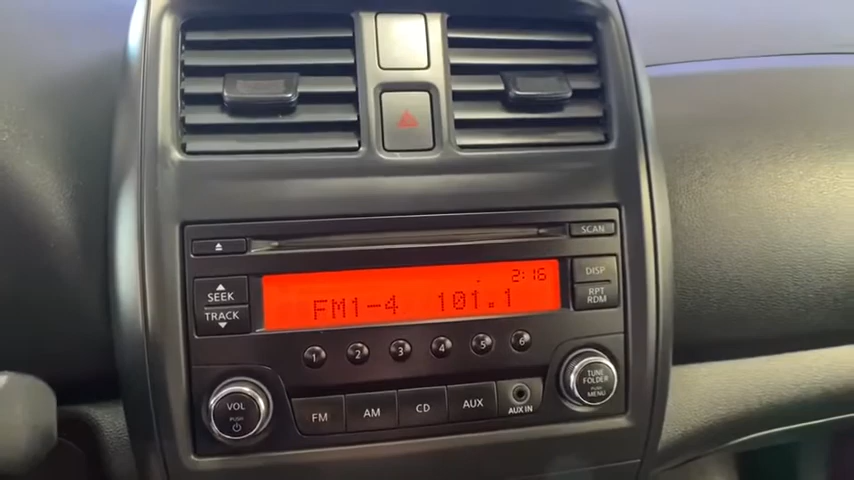 SCAN
SEEK
TRACK
2:16
FM1-4 101.1
DISP
RPT
RDM
1 2 3 4 5 6
VOL
PUSH
FM AM CD AUX
AUX IN
TUNE
FOLDER
PUSH
MENU